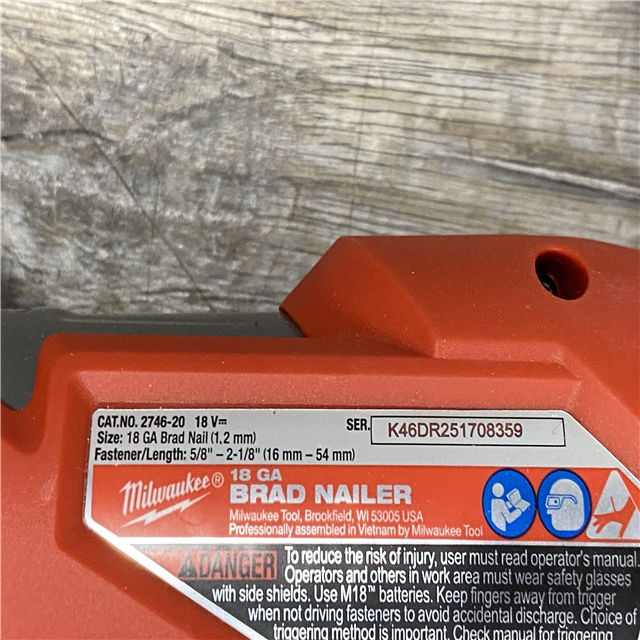 CAT.NO. 2746-20 18 V⎓
SER. K46DR251708359
Size: 18 GA Brad Nail (1,2 mm)
Fastener/Length: 5/8" – 2-1/8" (16 mm – 54 mm)
Milwaukee®
18 GA
BRAD NAILER
Milwaukee Tool, Brookfield, WI 53005 USA
Professionally assembled in Vietnam by Milwaukee Tool
DANGER
To reduce the risk of injury, user must read operator's manual.
Operators and others in work area must wear safety glasses
with side shields. Use M18™ batteries. Keep fingers away from trigger
when not driving fasteners to avoid accidental discharge. Choice of
triggering method is important. Check manual for triggering